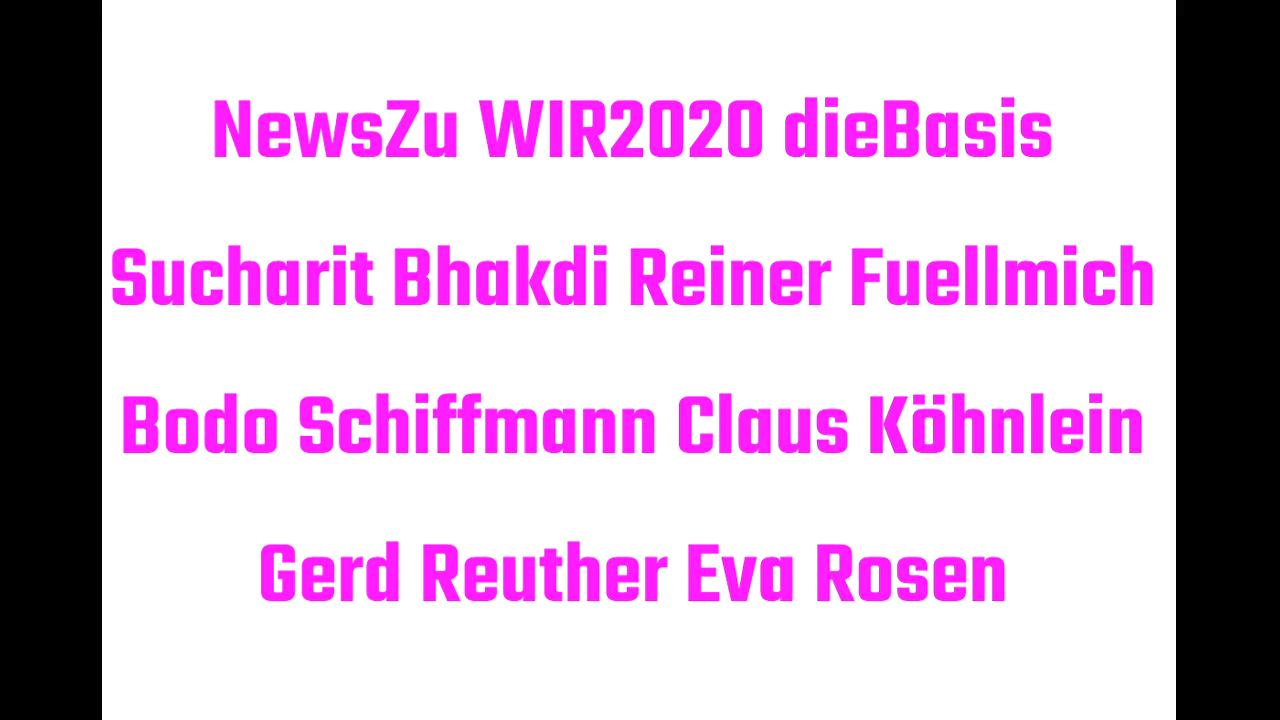 NewsZu WIR2020 dieBasis
Sucharit Bhakdi Reiner Fuellmich
Bodo Schiffmann Claus Köhnlein
Gerd Reuther Eva Rosen